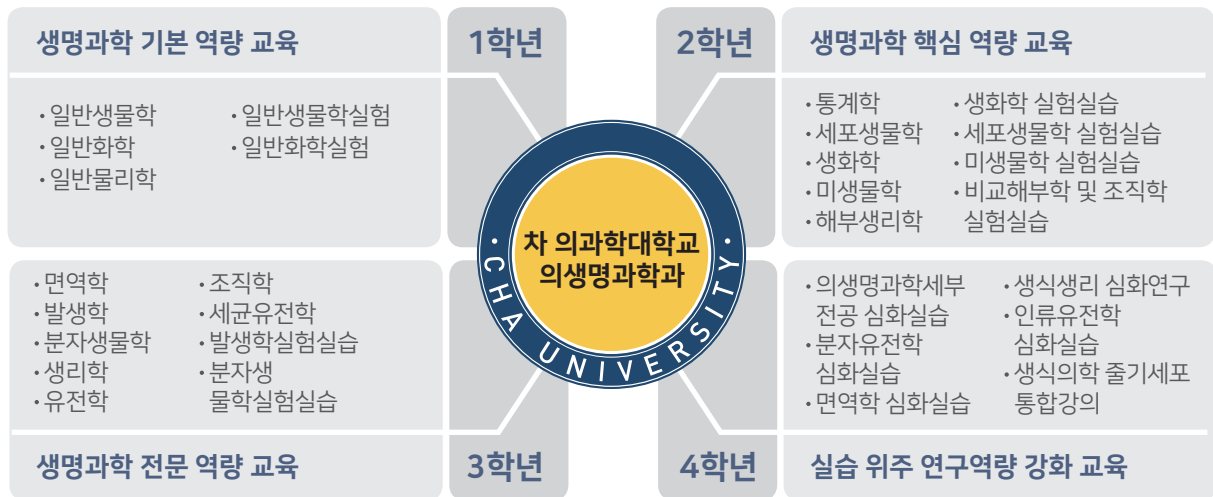 생명과학 기본 역량 교육
1학년
· 일반생물학
· 일반화학
· 일반물리학
· 일반생물학실험
· 일반화학실험
2학년
생명과학 핵심 역량 교육
· 통계학
· 세포생물학
· 생화학
· 미생물학
· 해부생리학
· 생화학 실험실습
· 세포생물학 실험실습
· 미생물학 실험실습
· 비교해부학 및 조직학
실험실습
차 의과학대학교
의생명과학과
· CHA UNIVERSITY ·
· 면역학
· 발생학
· 분자생물학
· 생리학
· 유전학
· 조직학
· 세균유전학
· 발생학실험실습
· 분자생
물학실험실습
생명과학 전문 역량 교육
3학년
· 의생명과학세부
전공 심화실습
· 분자유전학
심화실습
· 면역학 심화실습
· 생식생리 심화연구
· 인류유전학
심화실습
· 생식의학 줄기세포
통합강의
4학년
실습 위주 연구역량 강화 교육